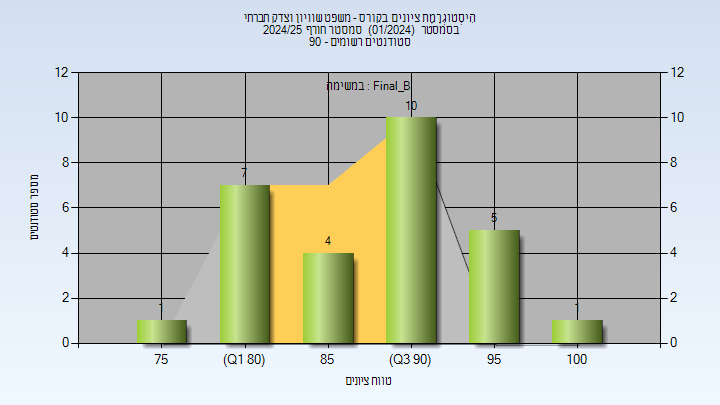 היסטוגרמת ציונים בקורס - משפט שוויון וצדק חברתי
בסמסטר (01/2024) סמסטר חורף 2024/25
סטודנטים רשומים - 90
במשימה : Final_B
12 12
10 10
8 8
6 6
4 4
2 2
0 0
1 7 4 10 5 1
מספר סטודנטים
75 (Q1 80) 85 (Q3 90) 95 100
טווח ציונים